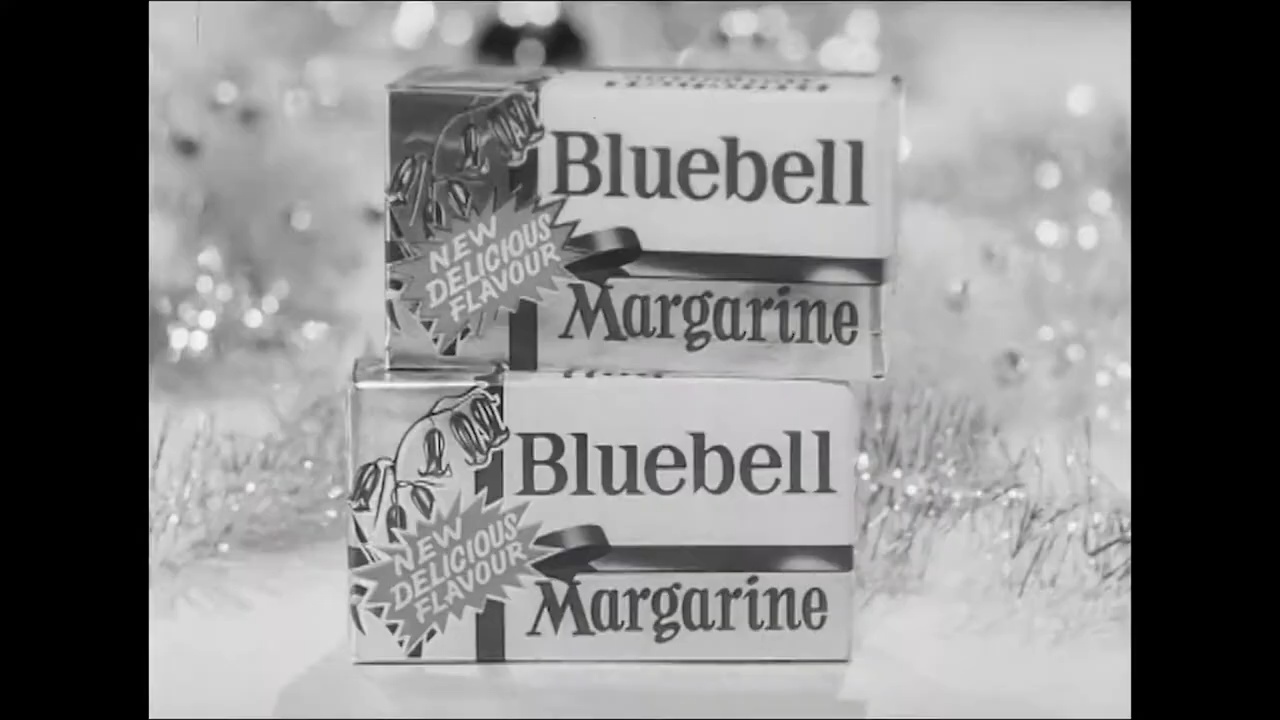 Bluebell
NEW
DELICIOUS
FLAVOUR
Margarine
Bluebell
NEW
DELICIOUS
FLAVOUR
Margarine